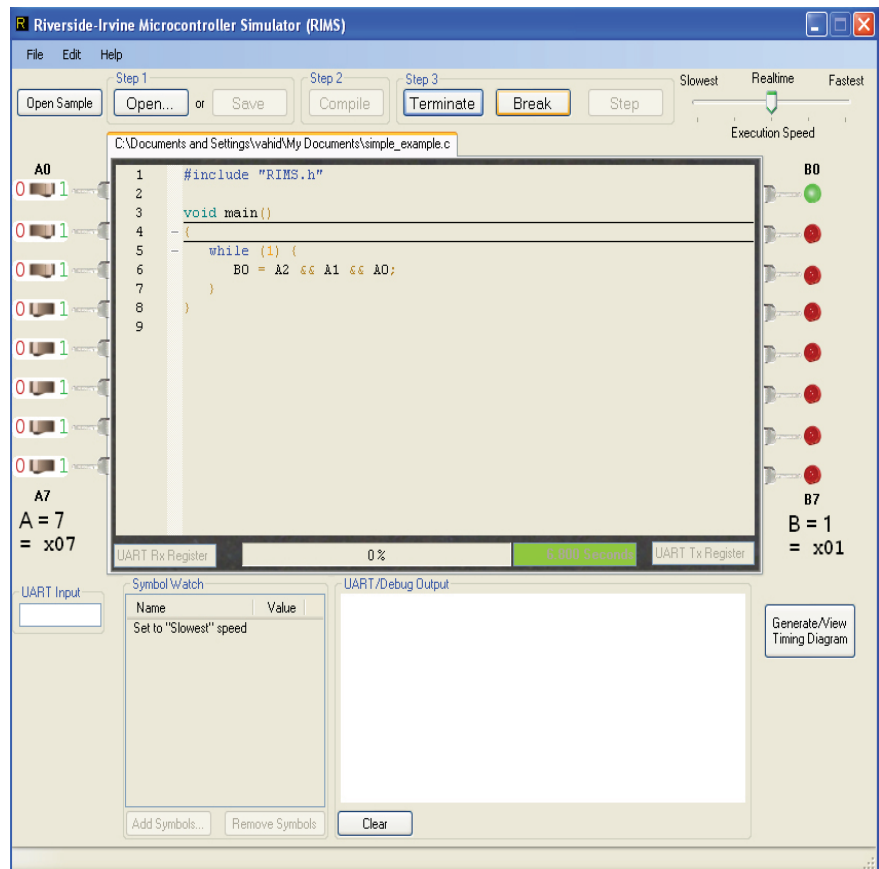 R Riverside-Irvine Microcontroller Simulator (RIMS)
File Edit Help
Step 1 Step 2 Step 3 Slowest Realtime Fastest
Open Sample Open... or Save Compile Terminate Break Step
Execution Speed
C:\Documents and Settings\vahid\My Documents\simple_example.c
A0 B0
1 #include "RIMS.h"
2
3 void main()
4 - {
5 - while (1) {
6 B0 = A2 && A1 && A0;
7 }
8 }
9
0 1
0 1
0 1
0 1
0 1
0 1
0 1
0 1
A7 B7
A = 7 B = 1
= x07 = x01
UART Rx Register 0% Seconds UART Tx Register
UART Input Symbol Watch UART/Debug Output
Name Value
Set to "Slowest" speed
Generate/View
Timing Diagram
Add Symbols... Remove Symbols Clear